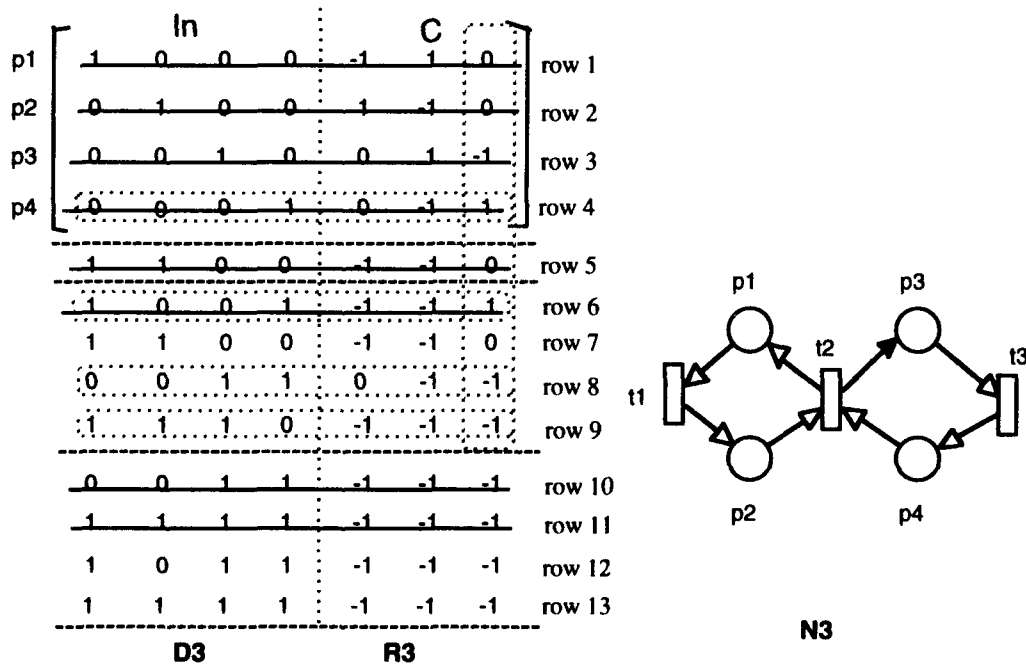 In C
p1 1 0 0 0 -1 1 0 row 1
p2 0 1 0 0 1 -1 0 row 2
p3 0 0 1 0 0 1 -1 row 3
p4 0 0 0 1 0 -1 1 row 4
1 1 0 0 -1 -1 0 row 5
1 0 0 1 -1 -1 1 row 6
1 1 0 0 -1 -1 0 row 7
0 0 1 1 0 -1 -1 row 8
1 1 1 0 -1 -1 -1 row 9
0 0 1 1 -1 -1 -1 row 10
1 1 1 1 -1 -1 -1 row 11
1 0 1 1 -1 -1 -1 row 12
1 1 1 1 -1 -1 -1 row 13
D3 R3
p1 p3
t2 t3
t1
p2 p4
N3